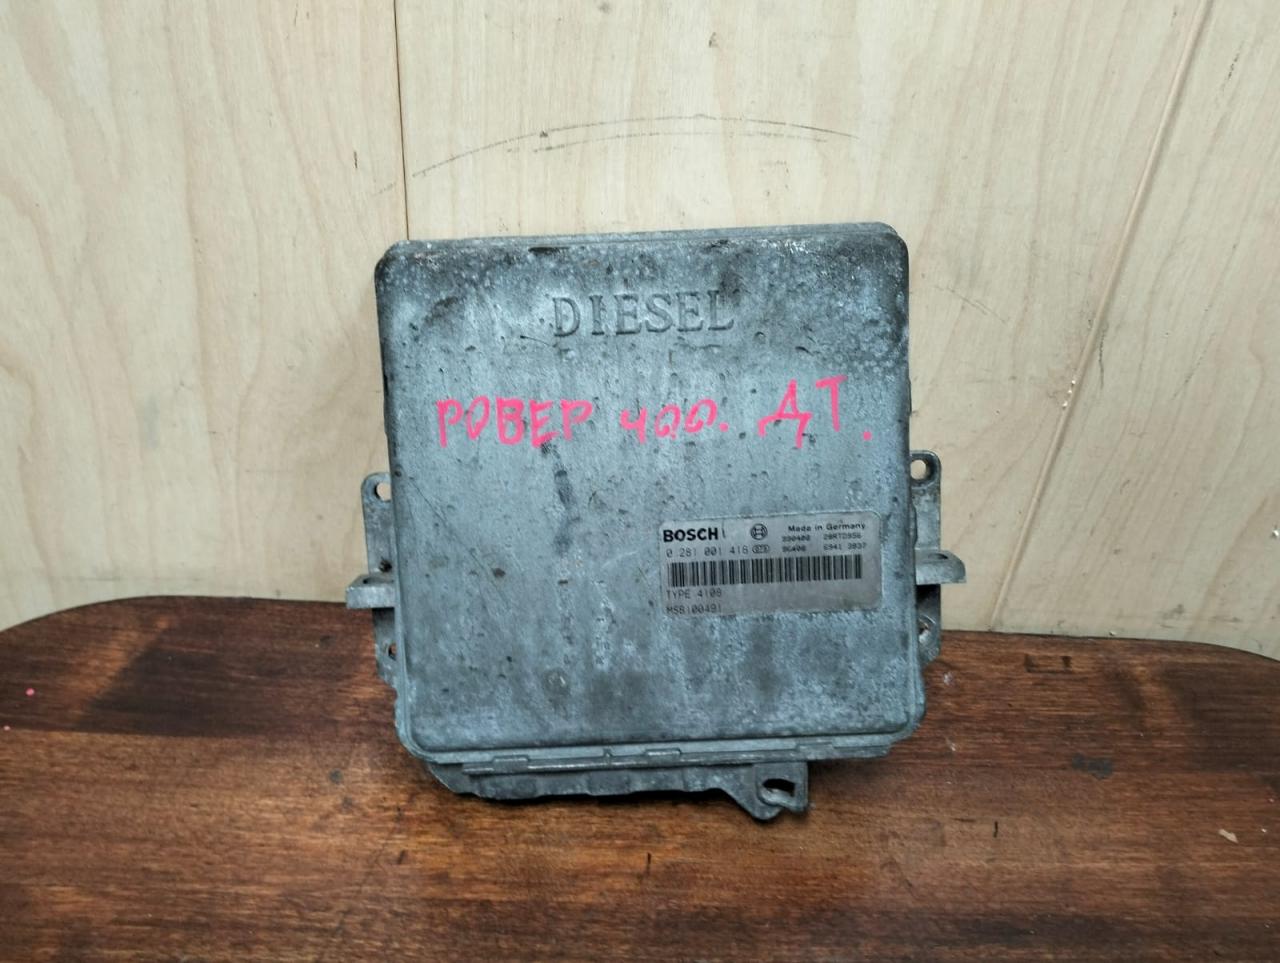 DIESEL
РОВЕР 400. ДТ.
BOSCH Made in Germany
0 281 001 418
TYPE 4108
MSB100491